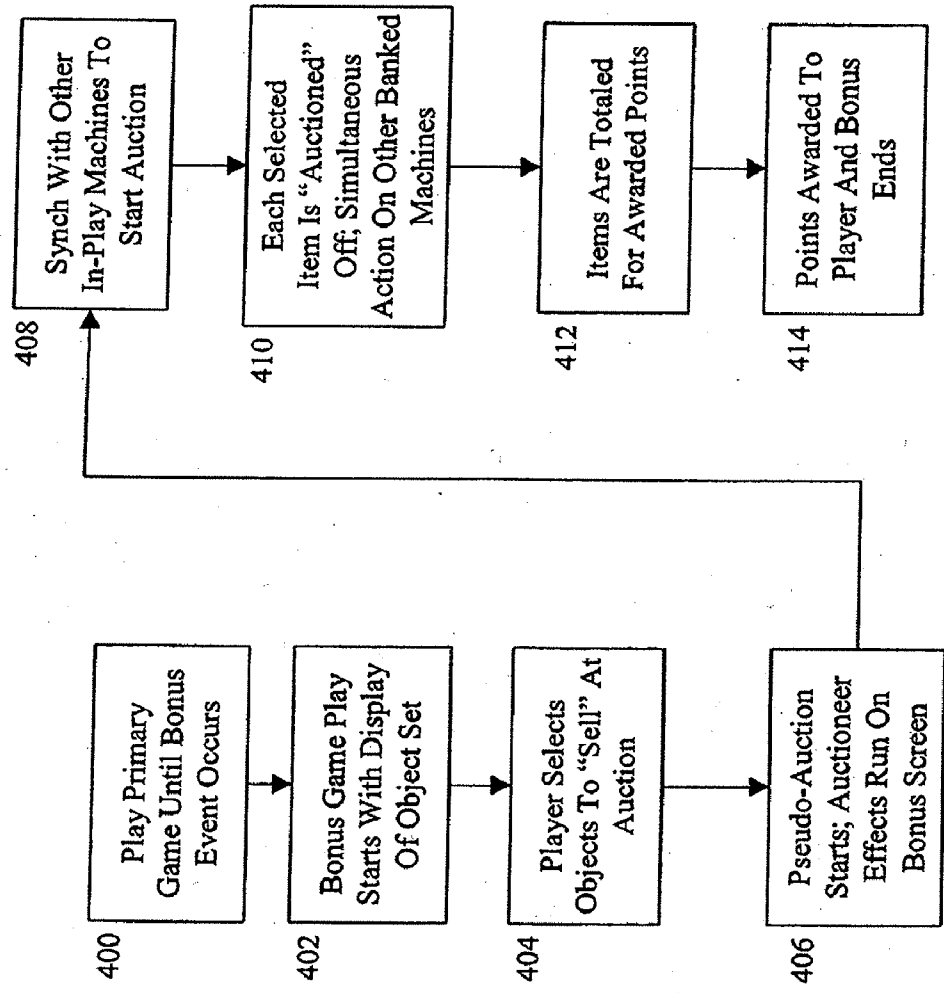 400
Play Primary
Game Until Bonus
Event Occurs
402
Bonus Game Play
Starts With Display
Of Object Set
404
Player Selects
Objects To “Sell” At
Auction
406
Pseudo-Auction
Starts; Auctioneer
Effects Run On
Bonus Screen
408
Synch With Other
In-Play Machines To
Start Auction
410
Each Selected
Item Is “Auctioned”
Off; Simultaneous
Action On Other Banked
Machines
412
Items Are Totaled
For Awarded Points
414
Points Awarded To
Player And Bonus
Ends